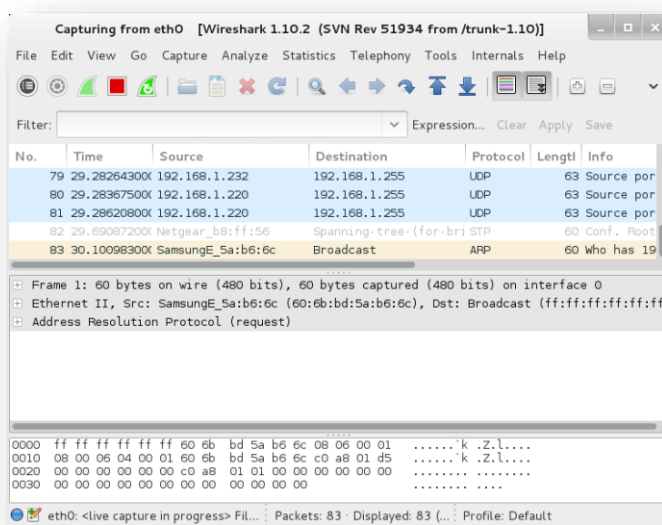 Capturing from eth0 [Wireshark 1.10.2 (SVN Rev 51934 from /trunk-1.10)]
File Edit View Go Capture Analyze Statistics Telephony Tools Internals Help
Filter: Expression... Clear Apply Save
No. Time Source Destination Protocol Lengtl Info
79 29.28264300( 192.168.1.232 192.168.1.255 UDP 63 Source por
80 29.28367500( 192.168.1.220 192.168.1.255 UDP 63 Source por
81 29.28620800( 192.168.1.220 192.168.1.255 UDP 63 Source por
82 29.69087200( Netgear_b8:ff:56 Spanning-tree-(for-bri STP 60 Conf. Root
83 30.10098300( SamsungE_5a:b6:6c Broadcast ARP 60 Who has 19
Frame 1: 60 bytes on wire (480 bits), 60 bytes captured (480 bits) on interface 0
Ethernet II, Src: SamsungE_5a:b6:6c (60:6b:bd:5a:b6:6c), Dst: Broadcast (ff:ff:ff:ff:ff:ff
Address Resolution Protocol (request)
0000 ff ff ff ff ff ff 60 6b bd 5a b6 6c 08 06 00 01 ......`k .Z.l....
0010 08 00 06 04 00 01 60 6b bd 5a b6 6c c0 a8 01 d5 ......`k .Z.l....
0020 00 00 00 00 00 00 c0 a8 01 01 00 00 00 00 00 00 ........ ........
0030 00 00 00 00 00 00 00 00 00 00 00 00 ........ ....
eth0: <live capture in progress> Fil... Packets: 83 · Displayed: 83 (... Profile: Default